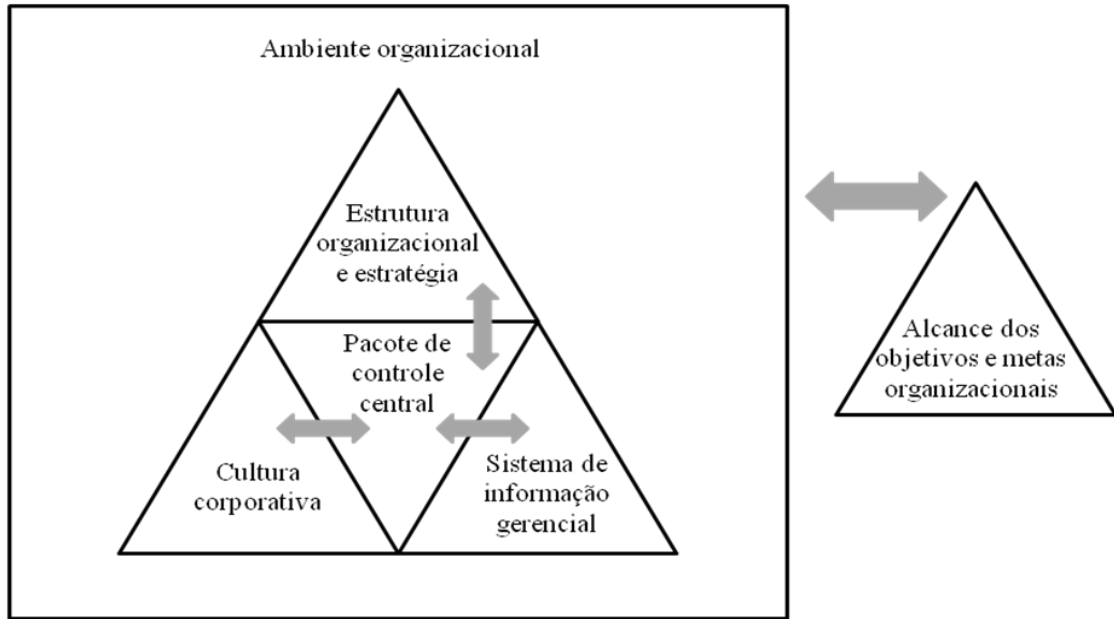 Ambiente organizacional
Estrutura
organizacional
e estratégia
Pacote de
controle
central
Cultura
corporativa
Sistema de
informação
gerencial
Alcance dos
objetivos e metas
organizacionais